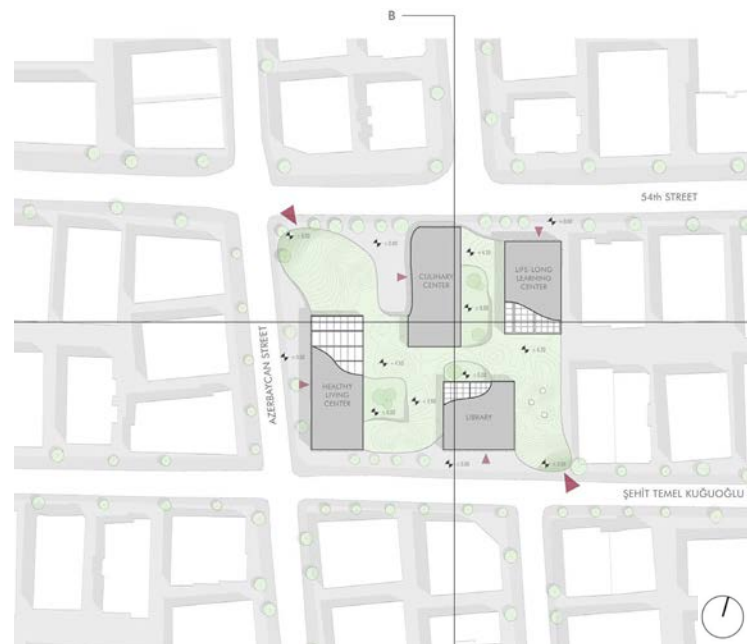 B
54th STREET
CULINARY
CENTER
LIFE-LONG
LEARNING
CENTER
AZERBAYCAN STREET
HEALTHY
LIVING
CENTER
LIBRARY
ŞEHİT TEMEL KUĞUOĞLU